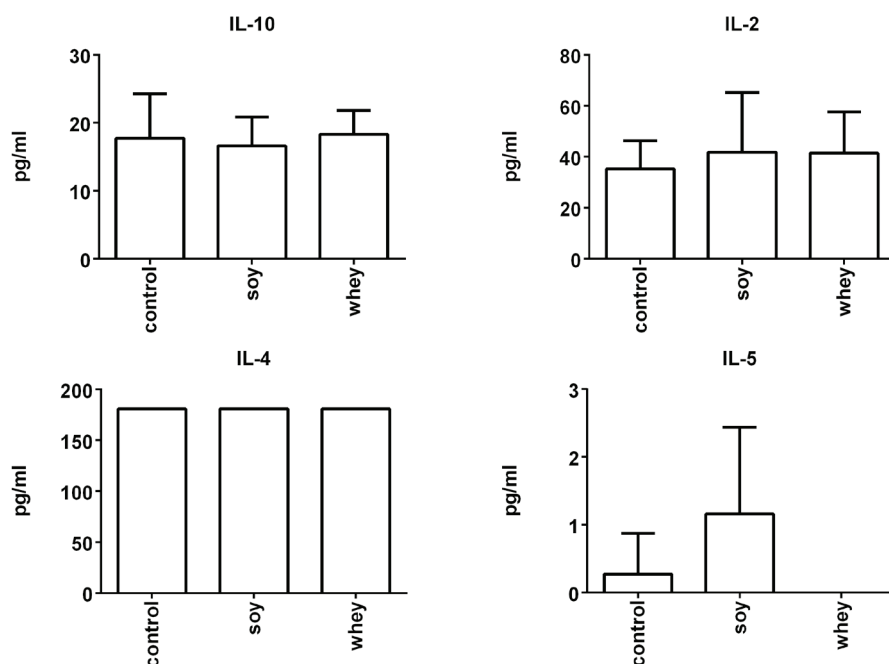 IL-10
30
20
10
0
pg/ml
control
soy
whey
IL-2
80
60
40
20
0
pg/ml
control
soy
whey
IL-4
200
150
100
50
0
pg/ml
control
soy
whey
IL-5
3
2
1
0
pg/ml
control
soy
whey